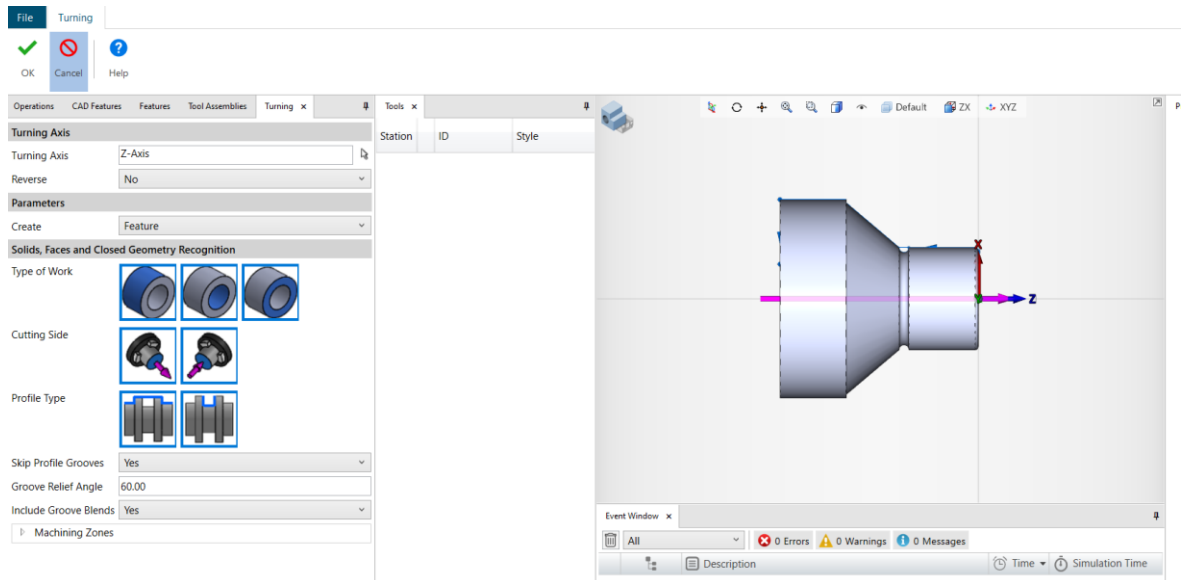 File Turning
OK Cancel Help
Operations CAD Features Features Tool Assemblies Turning ×
Turning Axis
Turning Axis Z-Axis
Reverse No
Parameters
Create Feature
Solids, Faces and Closed Geometry Recognition
Type of Work
Cutting Side
Profile Type
Skip Profile Grooves Yes
Groove Relief Angle 60.00
Include Groove Blends Yes
Machining Zones
Tools ×
Station ID Style
Default ZX XYZ
P
X
Z
Event Window ×
All 0 Errors 0 Warnings 0 Messages
Description Time Simulation Time